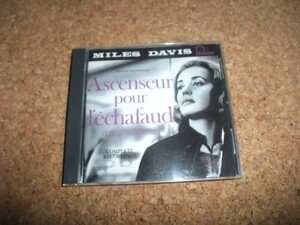 MILES DAVIS
Ascenseur
pour
l'échafaud
COMPLETE
RECORDINGS